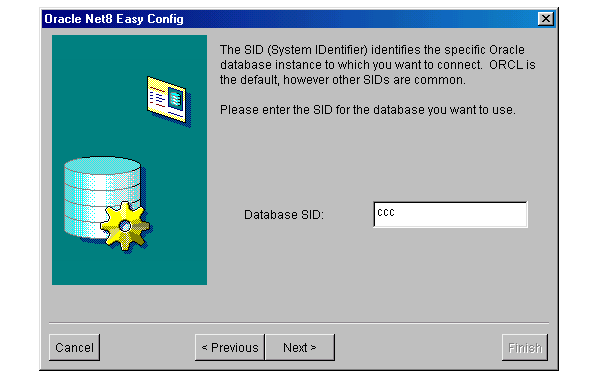 Oracle Net8 Easy Config
The SID (System IDentifier) identifies the specific Oracle
database instance to which you want to connect.  ORCL is
the default, however other SIDs are common.
Please enter the SID for the database you want to use.
Database SID:
ccc
Cancel
< Previous
Next >
Finish